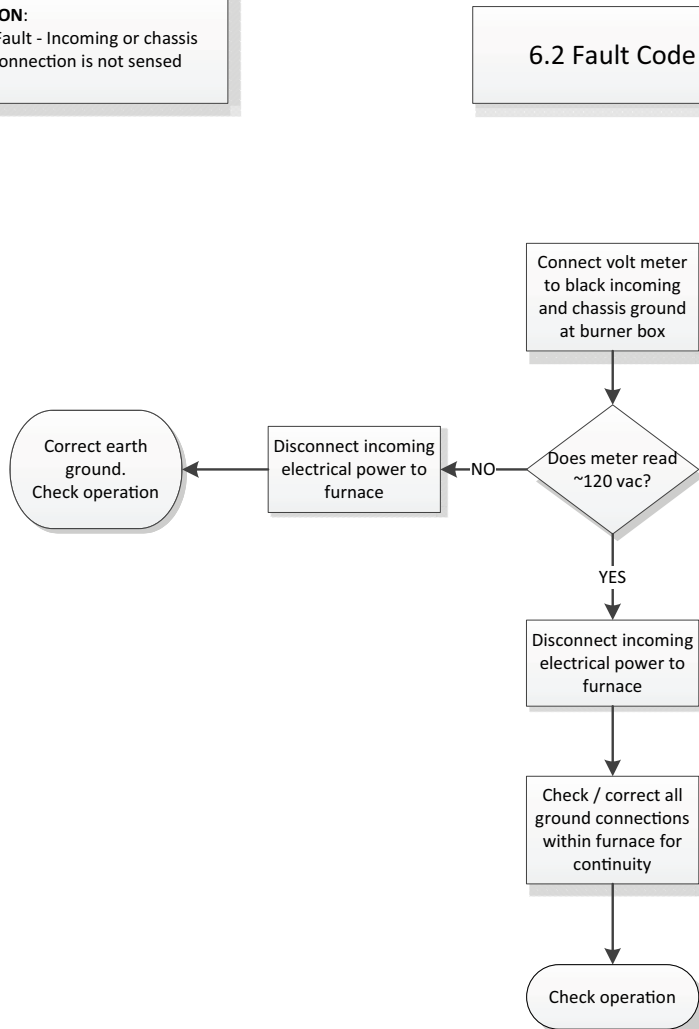 ON:
Fault - Incoming or chassis
onnection is not sensed
6.2 Fault Code
Connect volt meter
to black incoming
and chassis ground
at burner box
Correct earth
ground.
Check operation
Disconnect incoming
electrical power to
furnace
NO
Does meter read
~120 vac?
YES
Disconnect incoming
electrical power to
furnace
Check / correct all
ground connections
within furnace for
continuity
Check operation